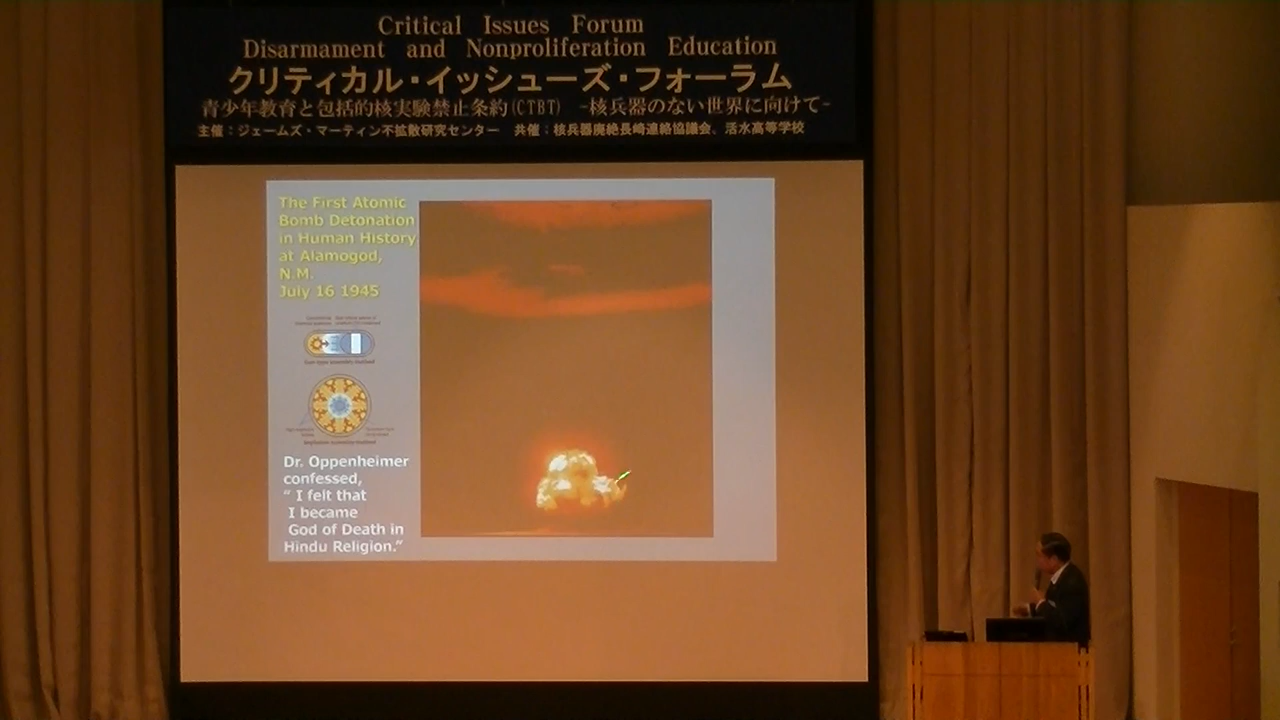 Critical Issues Forum
Disarmament and Nonproliferation Education
クリティカル・イッシューズ・フォーラム
青少年教育と包括的核実験禁止条約(CTBT) -核兵器のない世界に向けて-
主催：ジェームズ・マーティン不拡散研究センター 共催：核兵器廃絶長崎連絡協議会、活水高等学校
The First Atomic
Bomb Detonation
in Human History
at Alamogod,
N.M.
July 16 1945
Dr. Oppenheimer
confessed,
“ I felt that
I became
God of Death in
Hindu Religion.”